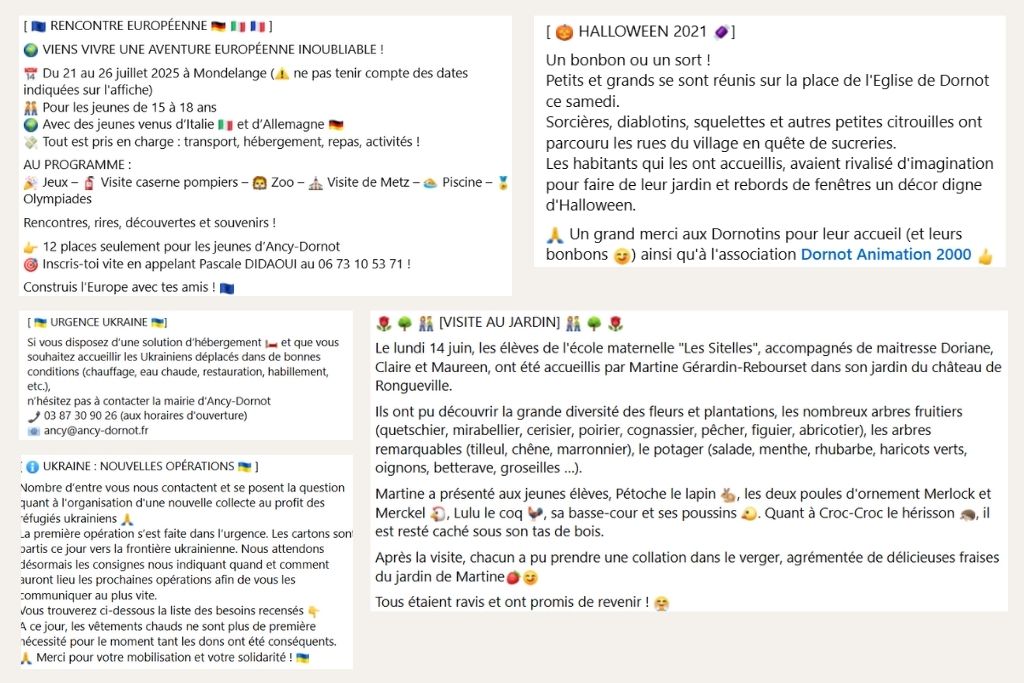 [ 🇪🇺 RENCONTRE EUROPÉENNE 🇩🇪 🇮🇹 🇫🇷 ]
🌍 VIENS VIVRE UNE AVENTURE EUROPÉENNE INOUBLIABLE !
📅 Du 21 au 26 juillet 2025 à Mondelange (⚠️ ne pas tenir compte des dates
indiquées sur l'affiche)
👫 Pour les jeunes de 15 à 18 ans
🌍 Avec des jeunes venus d'Italie 🇮🇹 et d'Allemagne 🇩🇪
💸 Tout est pris en charge : transport, hébergement, repas, activités !
AU PROGRAMME :
🎉 Jeux – 🧯 Visite caserne pompiers – 🦁 Zoo – ⛪ Visite de Metz – 🏊 Piscine – 🏅
Olympiades
Rencontres, rires, découvertes et souvenirs !
👉 12 places seulement pour les jeunes d'Ancy-Dornot
🎯 Inscris-toi vite en appelant Pascale DIDAOUI au 06 73 10 53 71 !
Construis l'Europe avec tes amis ! 🇪🇺
[ 🎃 HALLOWEEN 2021 🍬 ]
Un bonbon ou un sort !
Petits et grands se sont réunis sur la place de l'Eglise de Dornot
ce samedi.
Sorcières, diablotins, squelettes et autres petites citrouilles ont
parcouru les rues du village en quête de sucreries.
Les habitants qui les ont accueillis, avaient rivalisé d'imagination
pour faire de leur jardin et rebords de fenêtres un décor digne
d'Halloween.
🙏 Un grand merci aux Dornotins pour leur accueil (et leurs
bonbons 😋) ainsi qu'à l'association Dornot Animation 2000 👍
[ 🇺🇦 URGENCE UKRAINE 🇺🇦]
Si vous disposez d'une solution d'hébergement 🛏️ et que vous
souhaitez accueillir les Ukrainiens déplacés dans de bonnes
conditions (chauffage, eau chaude, restauration, habillement,
etc.),
n'hésitez pas à contacter la mairie d'Ancy-Dornot
📞 03 87 30 90 26 (aux horaires d'ouverture)
📧 ancy@ancy-dornot.fr
[ ℹ️ UKRAINE : NOUVELLES OPÉRATIONS 🇺🇦 ]
Nombre d'entre vous nous contactent et se posent la question
quant à l'organisation d'une nouvelle collecte au profit des
réfugiés ukrainiens 🙏
La première opération s'est faite dans l'urgence. Les cartons sont
partis ce jour vers la frontière ukrainienne. Nous attendons
désormais les consignes nous indiquant quand et comment
auront lieu les prochaines opérations afin de vous les
communiquer au plus vite.
Vous trouverez ci-dessous la liste des besoins recensés 👇
A ce jour, les vêtements chauds ne sont plus de première
nécessité pour le moment tant les dons ont été conséquents.
🙏 Merci pour votre mobilisation et votre solidarité ! 🇺🇦
🌹 🌳 👫 [VISITE AU JARDIN] 👫 🌳 🌹
Le lundi 14 juin, les élèves de l'école maternelle "Les Sitelles", accompagnés de maitresse Doriane,
Claire et Maureen, ont été accueillis par Martine Gérardin-Rebourset dans son jardin du château de
Rongueville.
Ils ont pu découvrir la grande diversité des fleurs et plantations, les nombreux arbres fruitiers
(quetschier, mirabellier, cerisier, poirier, cognassier, pêcher, figuier, abricotier), les arbres
remarquables (tilleul, chêne, marronnier), le potager (salade, menthe, rhubarbe, haricots verts,
oignons, betterave, groseilles ...).
Martine a présenté aux jeunes élèves, Pétoche le lapin 🐇, les deux poules d'ornement Merlock et
Merckel 🐔, Lulu le coq 🐓, sa basse-cour et ses poussins 🐤. Quant à Croc-Croc le hérisson 🦔, il
est resté caché sous son tas de bois.
Après la visite, chacun a pu prendre une collation dans le verger, agrémentée de délicieuses fraises
du jardin de Martine🍓😋
Tous étaient ravis et ont promis de revenir ! 🤗